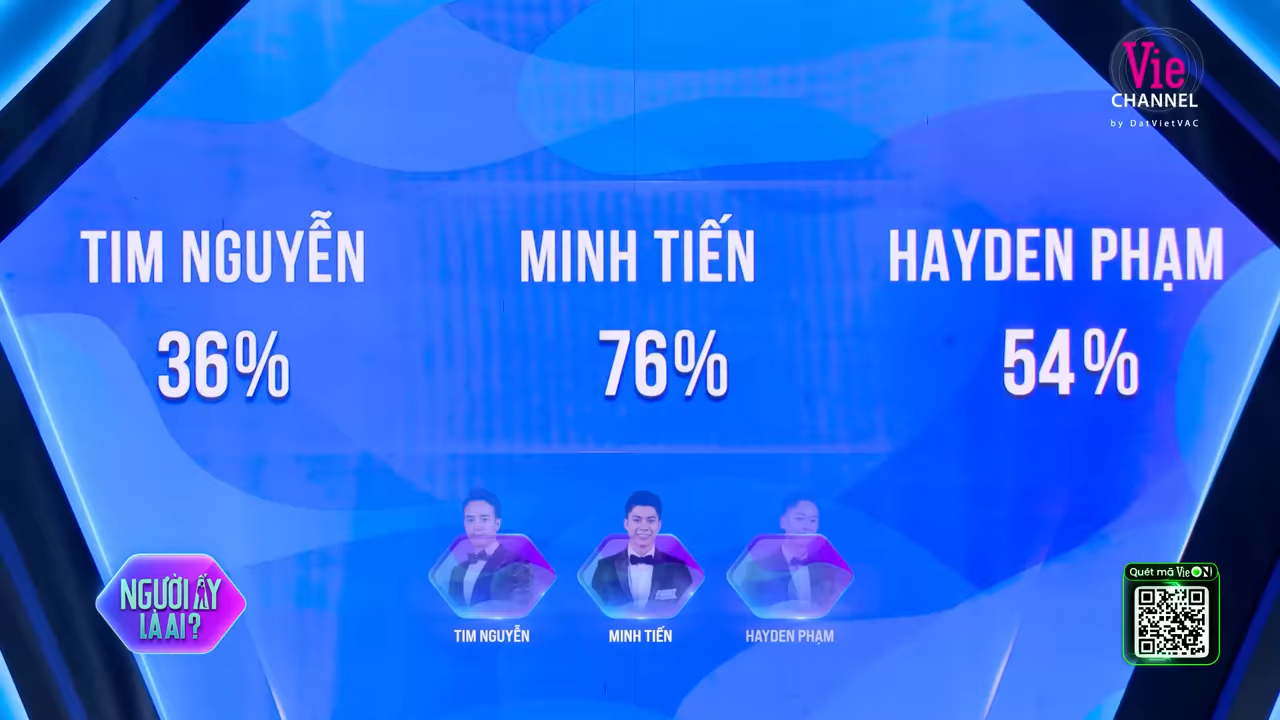 Vie
CHANNEL
by DatVietVAC
TIM NGUYỄN
MINH TIẾN
HAYDEN PHẠM
36%
76%
54%
NGƯỜI ẤY
LÀ AI?
TIM NGUYỄN
MINH TIẾN
HAYDEN PHẠM
Quét mã VieON!